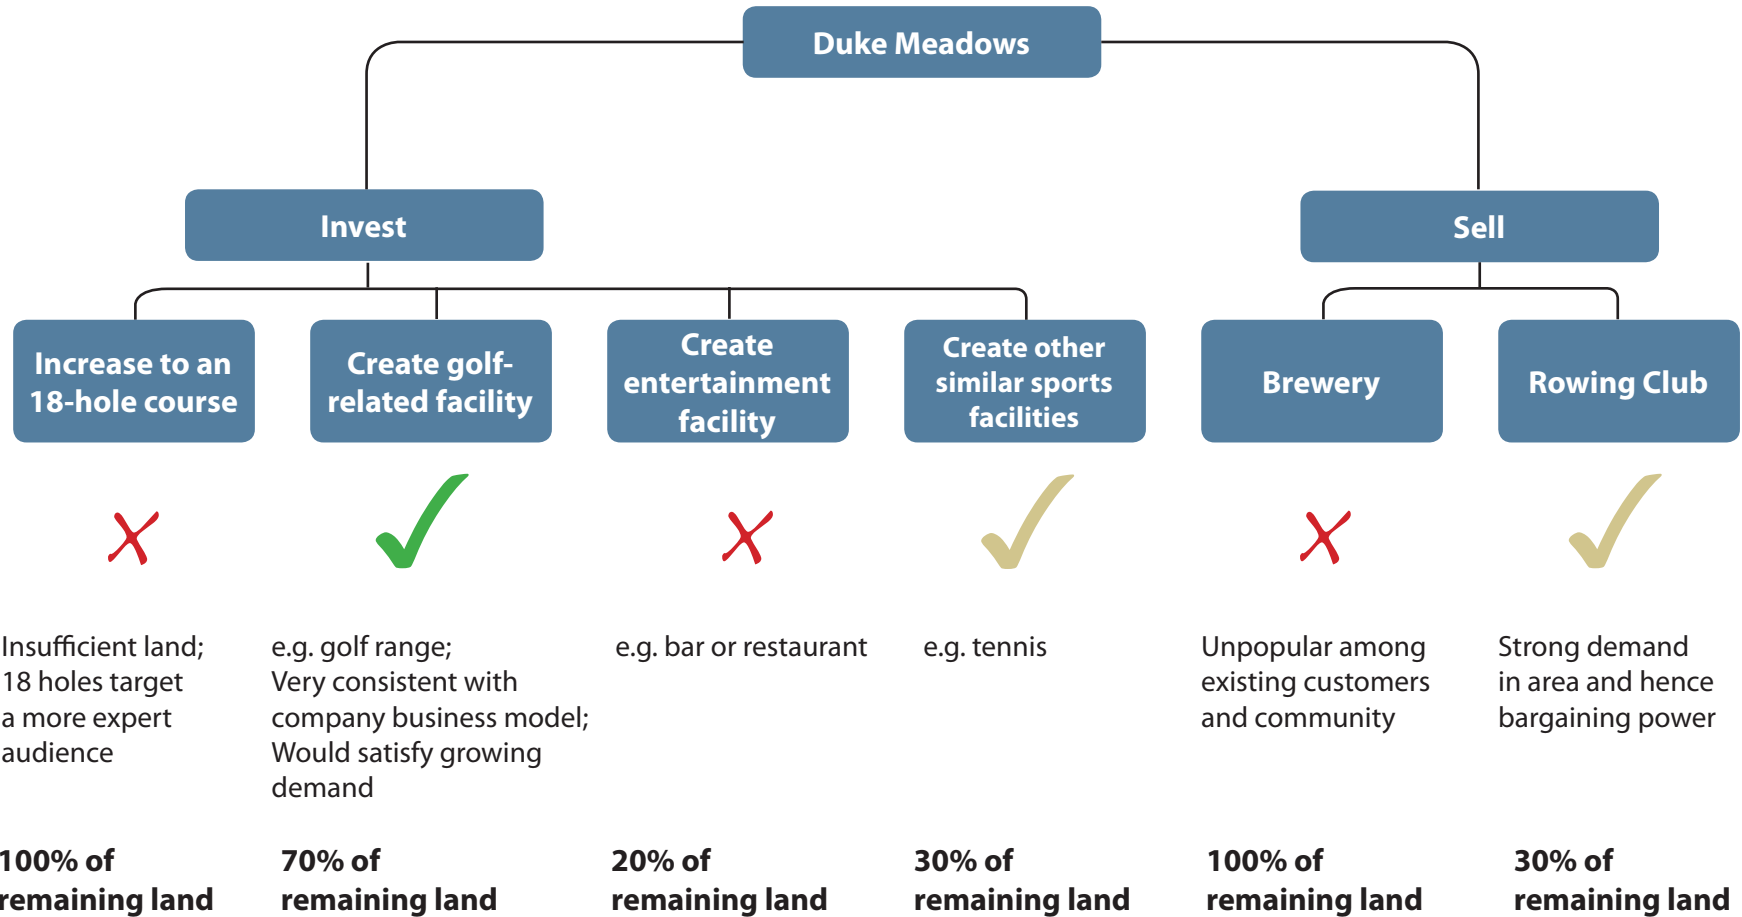 Duke Meadows
Invest
Sell
Increase to an
18-hole course
Create golf-
related facility
Create
entertainment
facility
Create other
similar sports
facilities
Brewery
Rowing Club
Insufficient land;
18 holes target
a more expert
audience
e.g. golf range;
Very consistent with
company business model;
Would satisfy growing
demand
e.g. bar or restaurant
e.g. tennis
Unpopular among
existing customers
and community
Strong demand
in area and hence
bargaining power
100% of
remaining land
70% of
remaining land
20% of
remaining land
30% of
remaining land
100% of
remaining land
30% of
remaining land